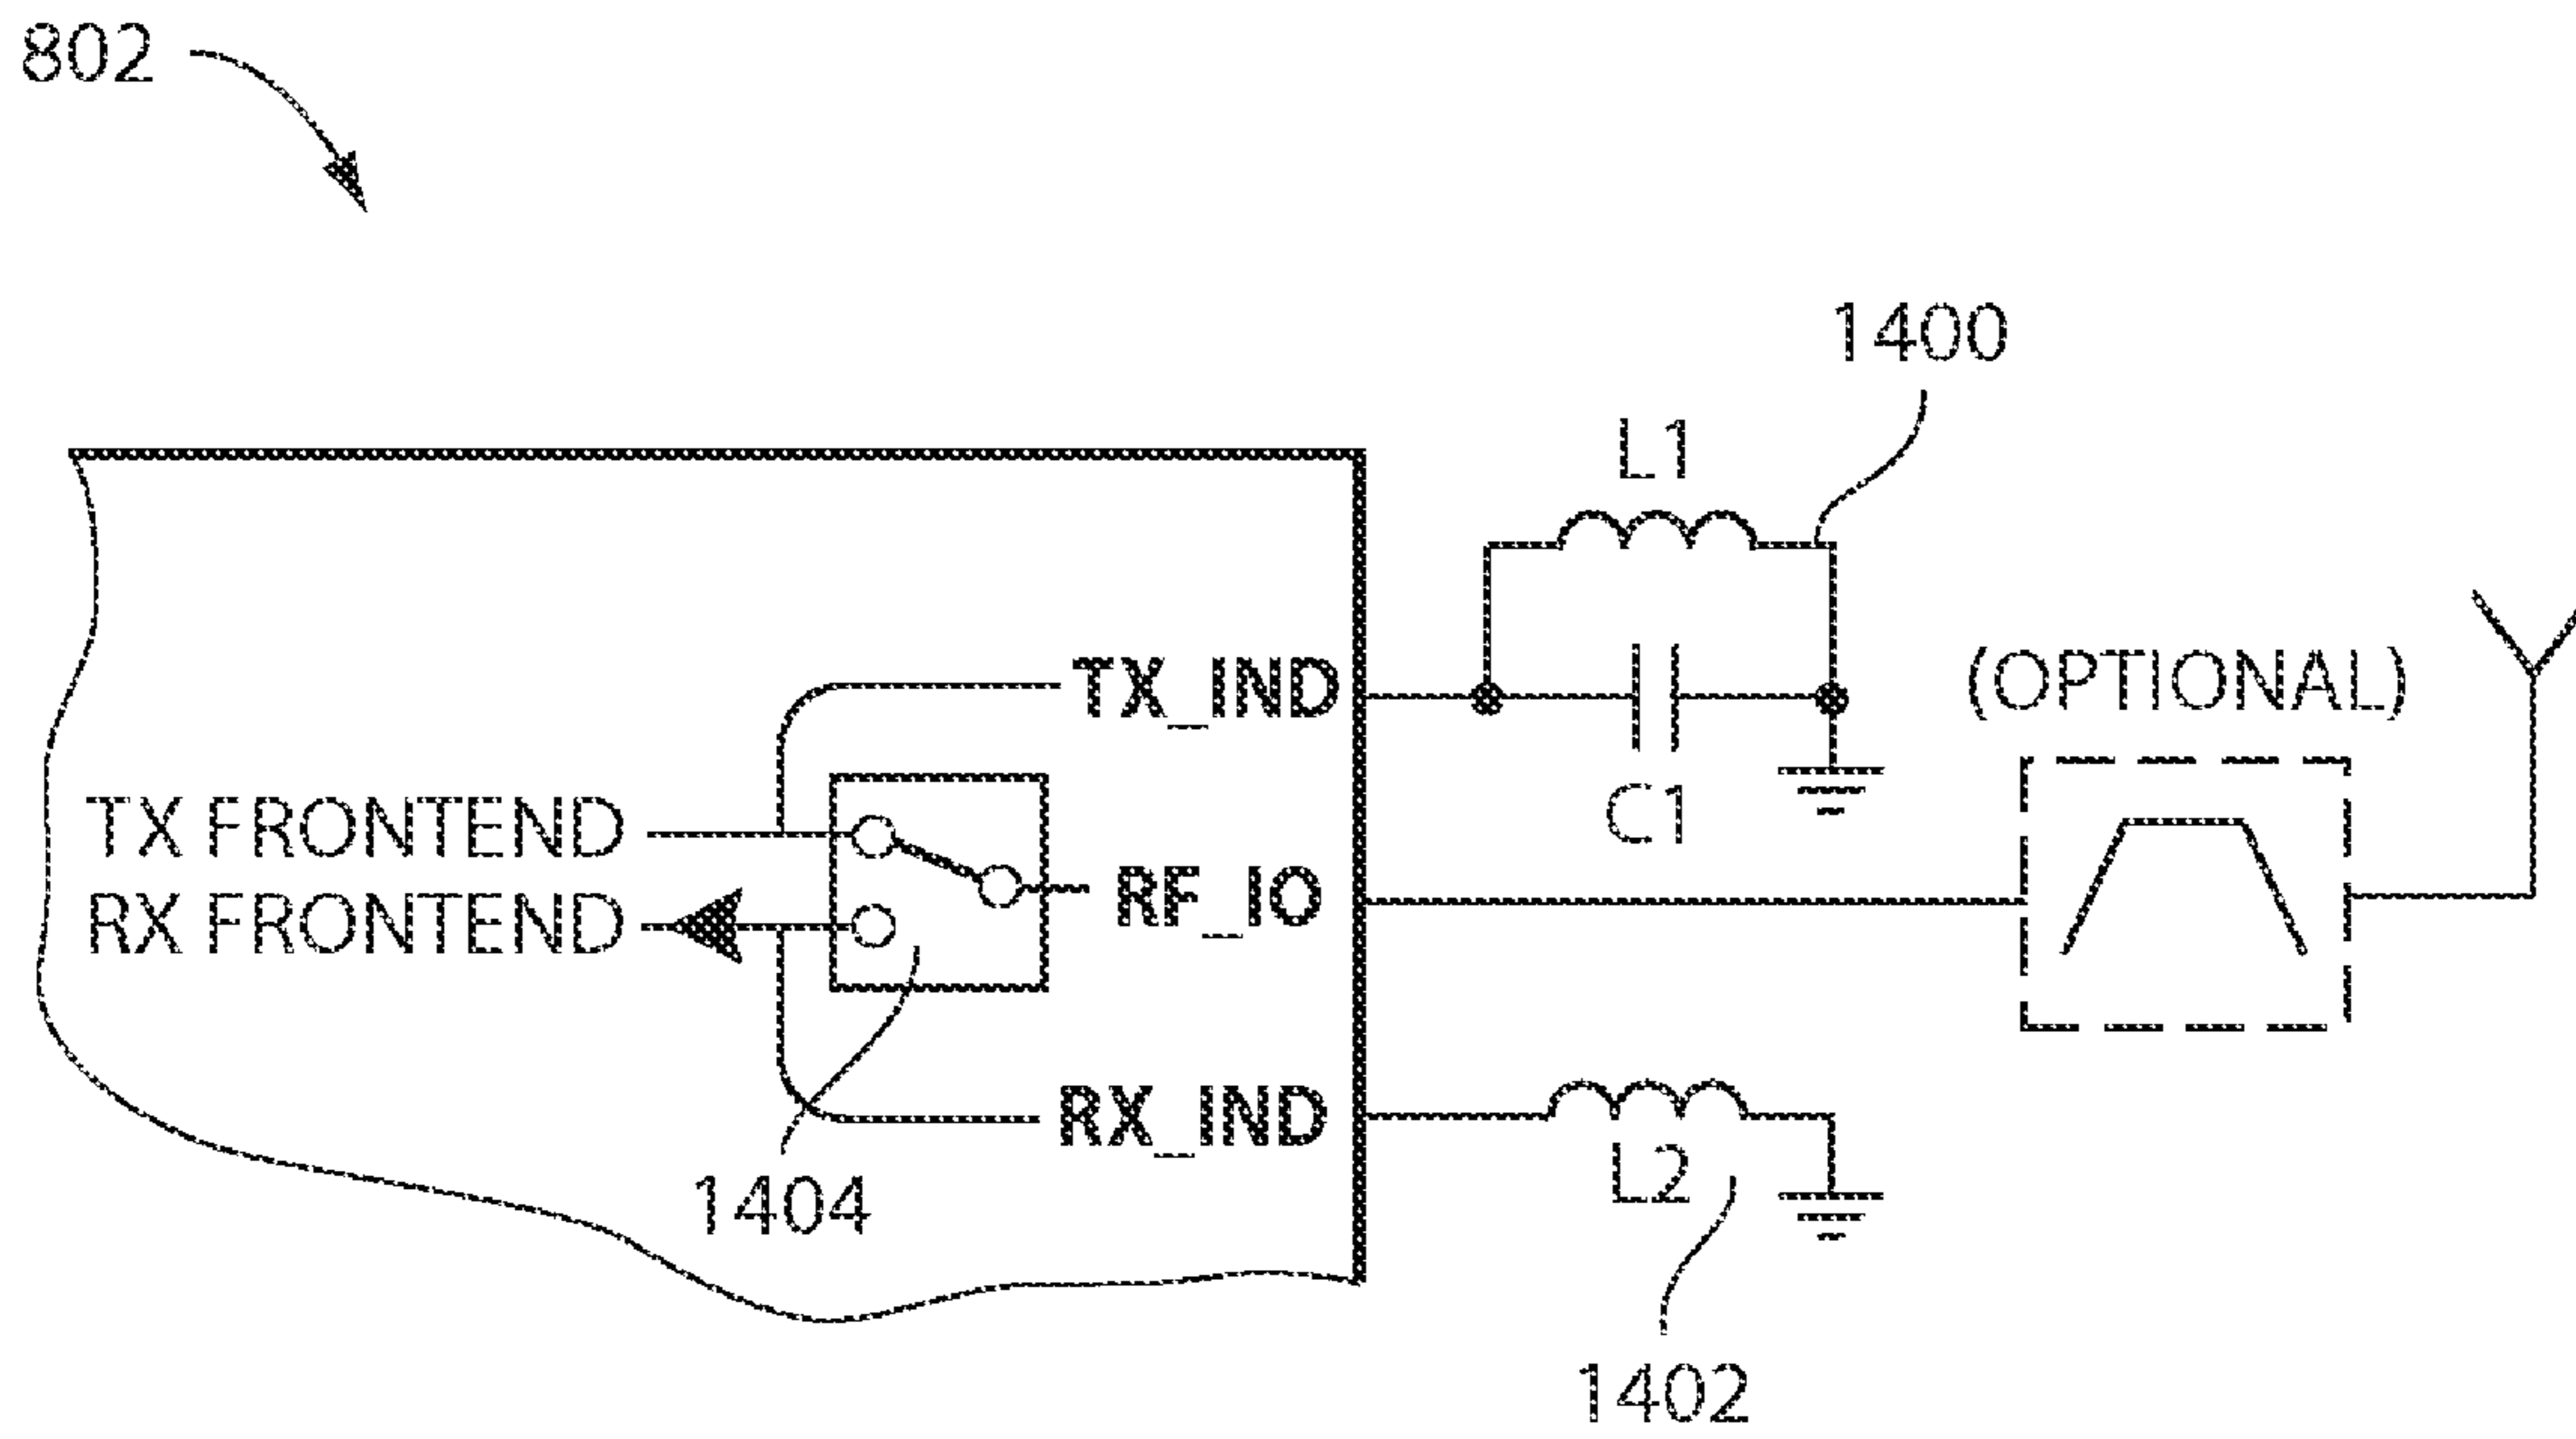 802
1400
L1
TX_IND
(OPTIONAL)
C1
TX FRONTEND
RX FRONTEND
RF_IO
RX_IND
L2
1404
1402